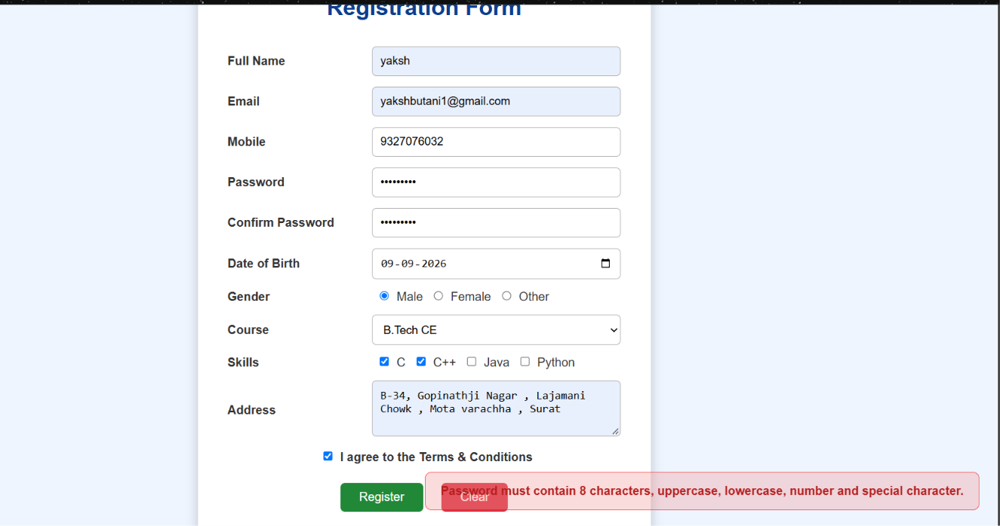 Registration Form
Full Name yaksh
Email yakshbutani1@gmail.com
Mobile 9327076032
Password •••••••••
Confirm Password •••••••••
Date of Birth 09-09-2026
Gender Male Female Other
Course B.Tech CE
Skills C C++ Java Python
Address B-34, Gopinathji Nagar , Lajamani
Chowk , Mota varachha , Surat
I agree to the Terms & Conditions
Register Clear
Password must contain 8 characters, uppercase, lowercase, number and special character.